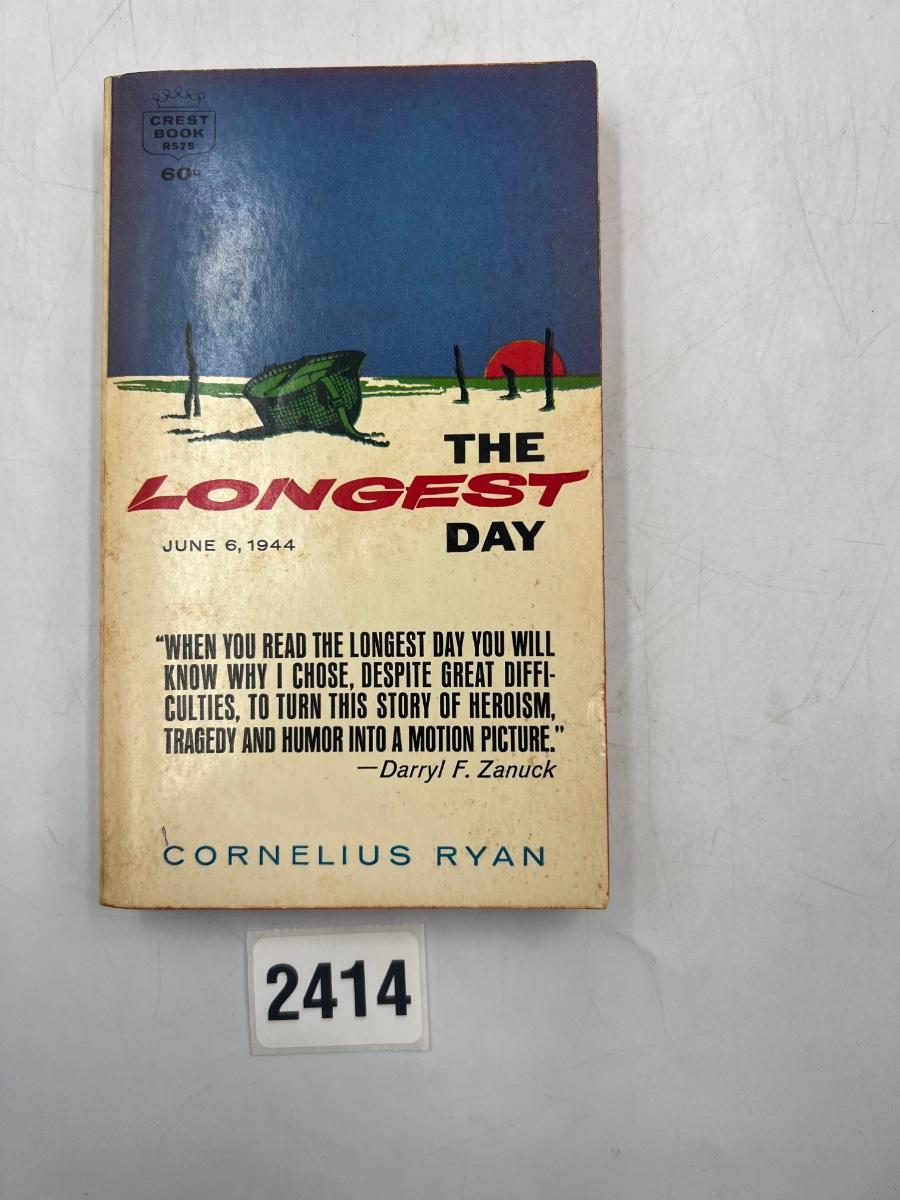 CREST
BOOK
R575
60¢
THE
LONGEST
DAY
JUNE 6, 1944
“WHEN YOU READ THE LONGEST DAY YOU WILL
KNOW WHY I CHOSE, DESPITE GREAT DIFFI-
CULTIES, TO TURN THIS STORY OF HEROISM,
TRAGEDY AND HUMOR INTO A MOTION PICTURE.”
—Darryl F. Zanuck
CORNELIUS RYAN
2414